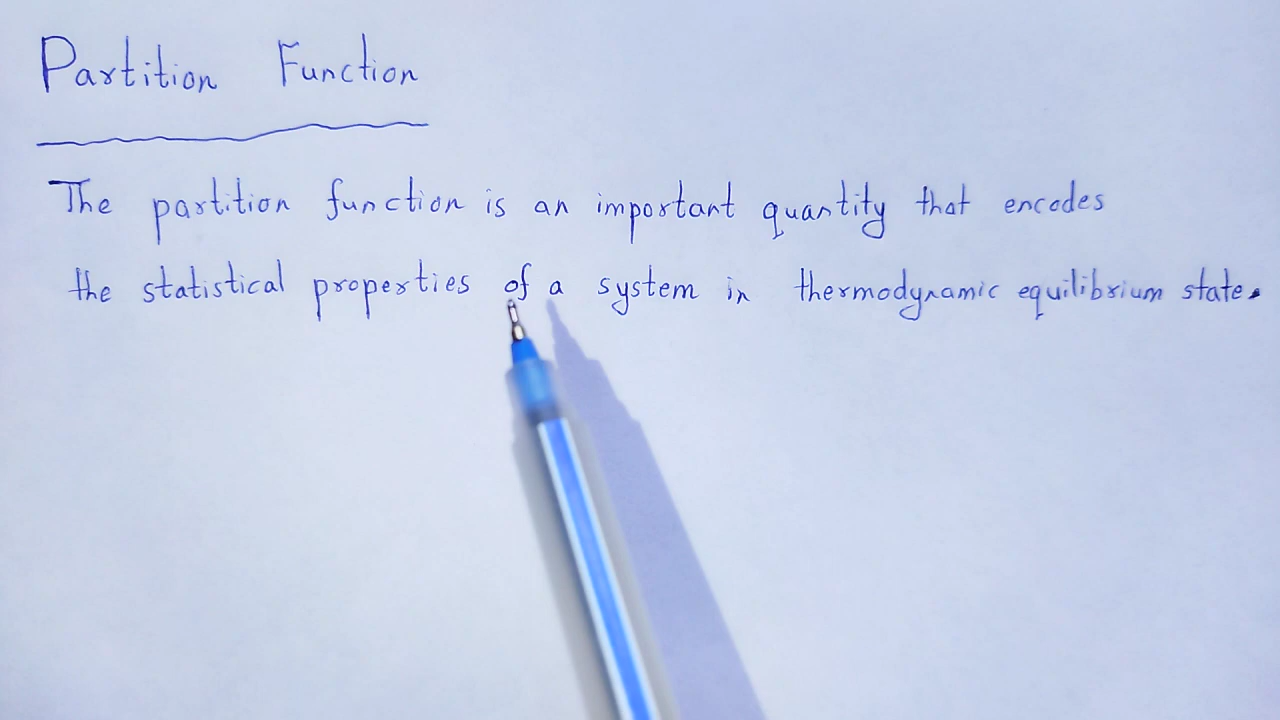 Partition Function
The partition function is an important quantity that encodes
the statistical properties of a system in thermodynamic equilibrium state.